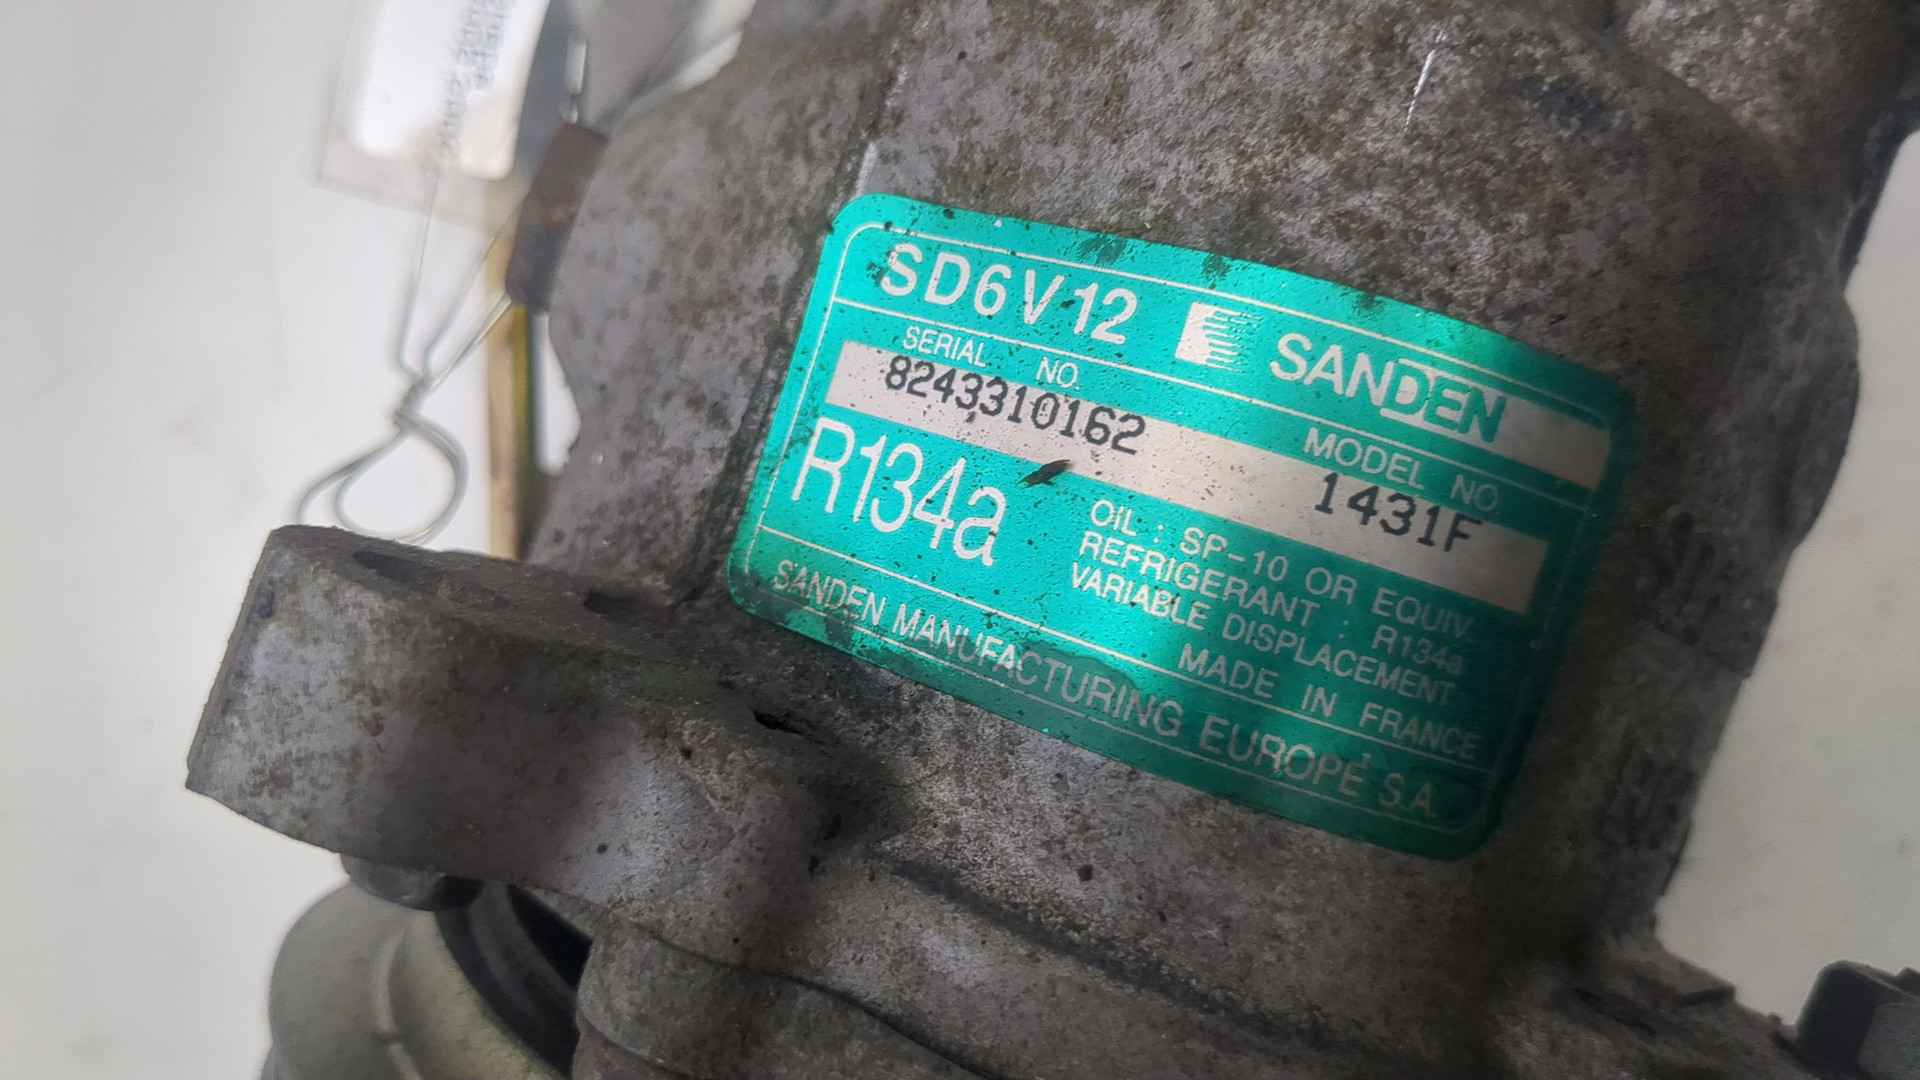 SD6V12 SANDEN
SERIAL NO. MODEL NO.
8243310162 1431F
R134a
OIL : SP-10 OR EQUIV.
REFRIGERANT : R134a
VARIABLE DISPLACEMENT
MADE IN FRANCE
SANDEN MANUFACTURING EUROPE S.A.